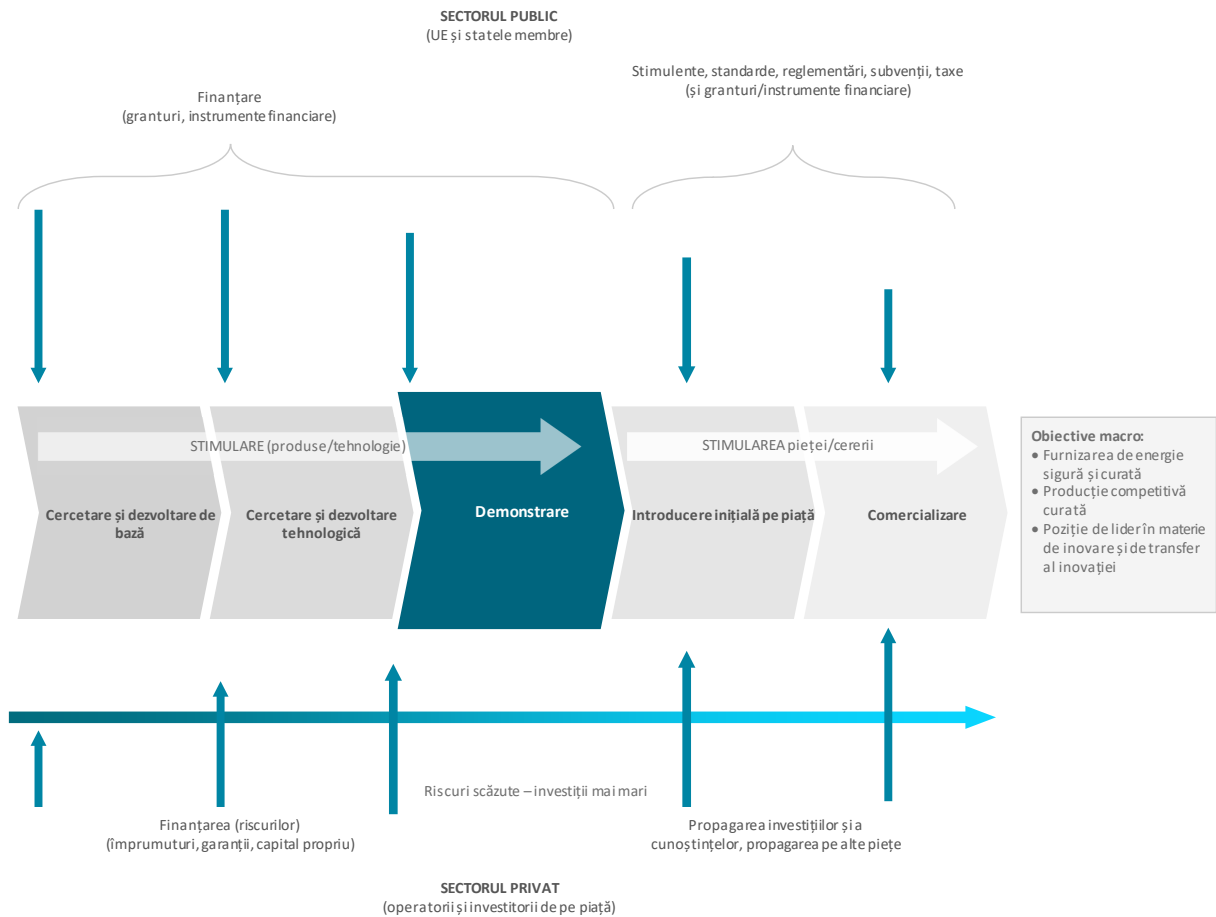 SECTORUL PUBLIC
(UE și statele membre)
Stimulente, standarde, reglementări, subvenții, taxe
(și granturi/instrumente financiare)
Finanțare
(granturi, instrumente financiare)
STIMULARE (produse/tehnologie)
STIMULAREA pieței/cererii
Cercetare și dezvoltare de
bază
Cercetare și dezvoltare
tehnologică
Demonstrare
Introducere inițială pe piață
Comercializare
Obiective macro:
• Furnizarea de energie
sigură și curată
• Producție competitivă
curată
• Poziție de lider în materie
de inovare și de transfer
al inovației
Riscuri scăzute – investiții mai mari
Finanțarea (riscurilor)
(împrumuturi, garanții, capital propriu)
Propagarea investițiilor și a
cunoștințelor, propagarea pe alte piețe
SECTORUL PRIVAT
(operatorii și investitorii de pe piață)